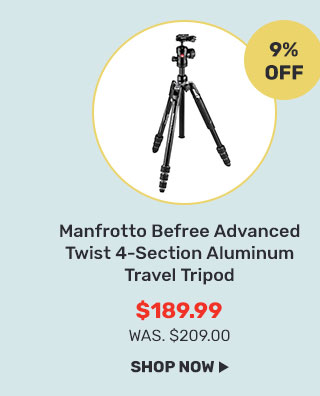 9%
OFF
Manfrotto Befree Advanced
Twist 4-Section Aluminum
Travel Tripod
$189.99
WAS. $209.00
SHOP NOW ▶